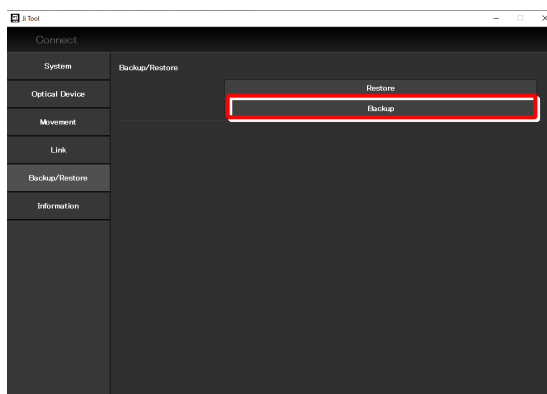 Ji Tool
Connect
System
Optical Device
Movement
Link
Backup/Restore
Information
Backup/Restore
Restore
Backup